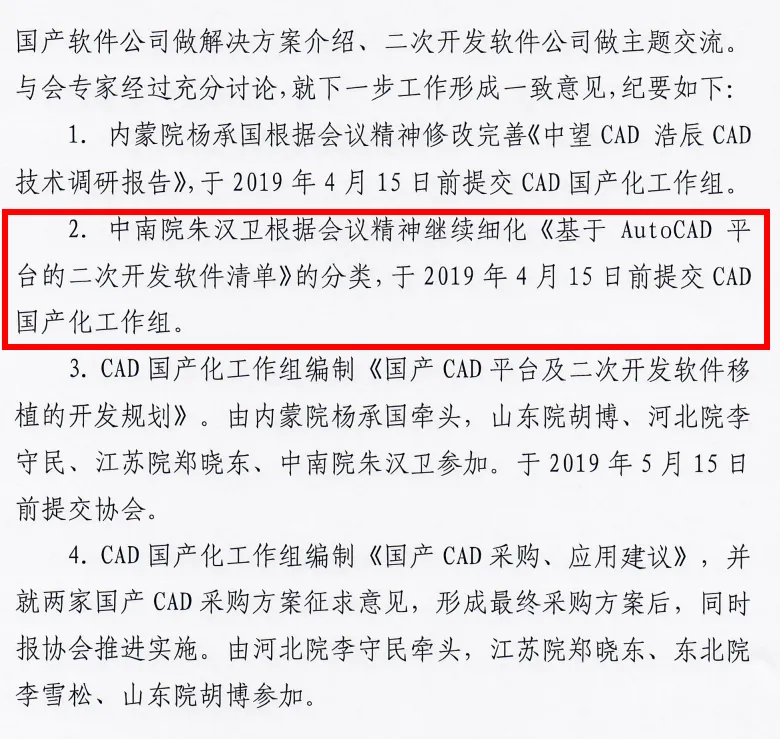 国产软件公司做解决方案介绍、二次开发软件公司做主题交流。
与会专家经过充分讨论,就下一步工作形成一致意见,纪要如下：
1. 内蒙院杨承国根据会议精神修改完善《中望 CAD 浩辰 CAD
技术调研报告》,于 2019 年 4 月 15 日前提交 CAD 国产化工作组。
2. 中南院朱汉卫根据会议精神继续细化《基于 AutoCAD 平
台的二次开发软件清单》的分类,于 2019 年 4 月 15 日前提交 CAD
国产化工作组。
3. CAD 国产化工作组编制《国产 CAD 平台及二次开发软件移
植的开发规划》。由内蒙院杨承国牵头，山东院胡博、河北院李
守民、江苏院郑晓东、中南院朱汉卫参加。于 2019 年 5 月 15 日
前提交协会。
4. CAD 国产化工作组编制《国产 CAD 采购、应用建议》，并
就两家国产 CAD 采购方案征求意见，形成最终采购方案后，同时
报协会推进实施。由河北院李守民牵头，江苏院郑晓东、东北院
李雪松、山东院胡博参加。